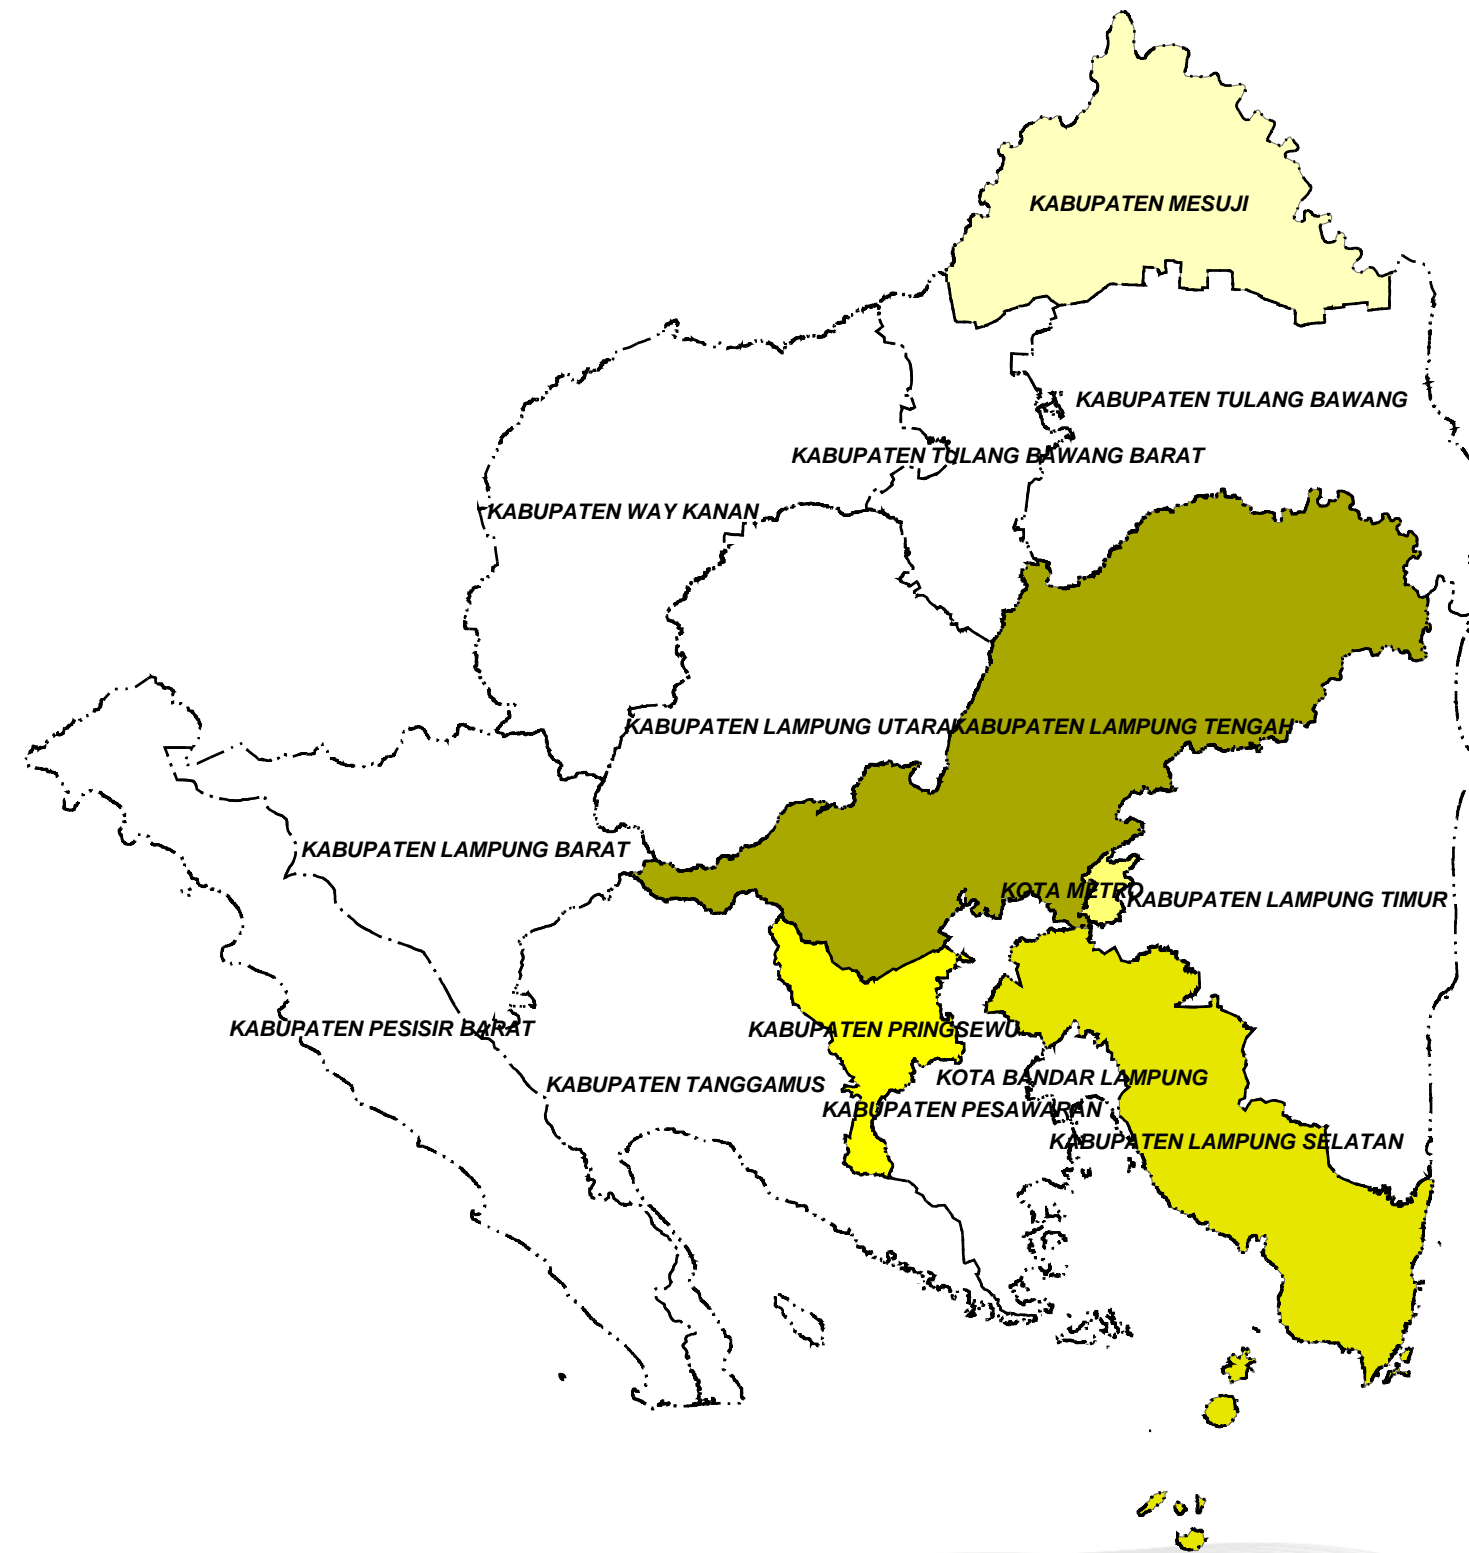 KABUPATEN MESUJI
KABUPATEN TULANG BAWANG
KABUPATEN TULANG BAWANG BARAT
KABUPATEN WAY KANAN
KABUPATEN LAMPUNG UTARA
KABUPATEN LAMPUNG TENGAH
KABUPATEN LAMPUNG BARAT
KOTA METRO
KABUPATEN LAMPUNG TIMUR
KABUPATEN PESISIR BARAT
KABUPATEN PRINGSEWU
KABUPATEN TANGGAMUS
KOTA BANDAR LAMPUNG
KABUPATEN PESAWARAN
KABUPATEN LAMPUNG SELATAN